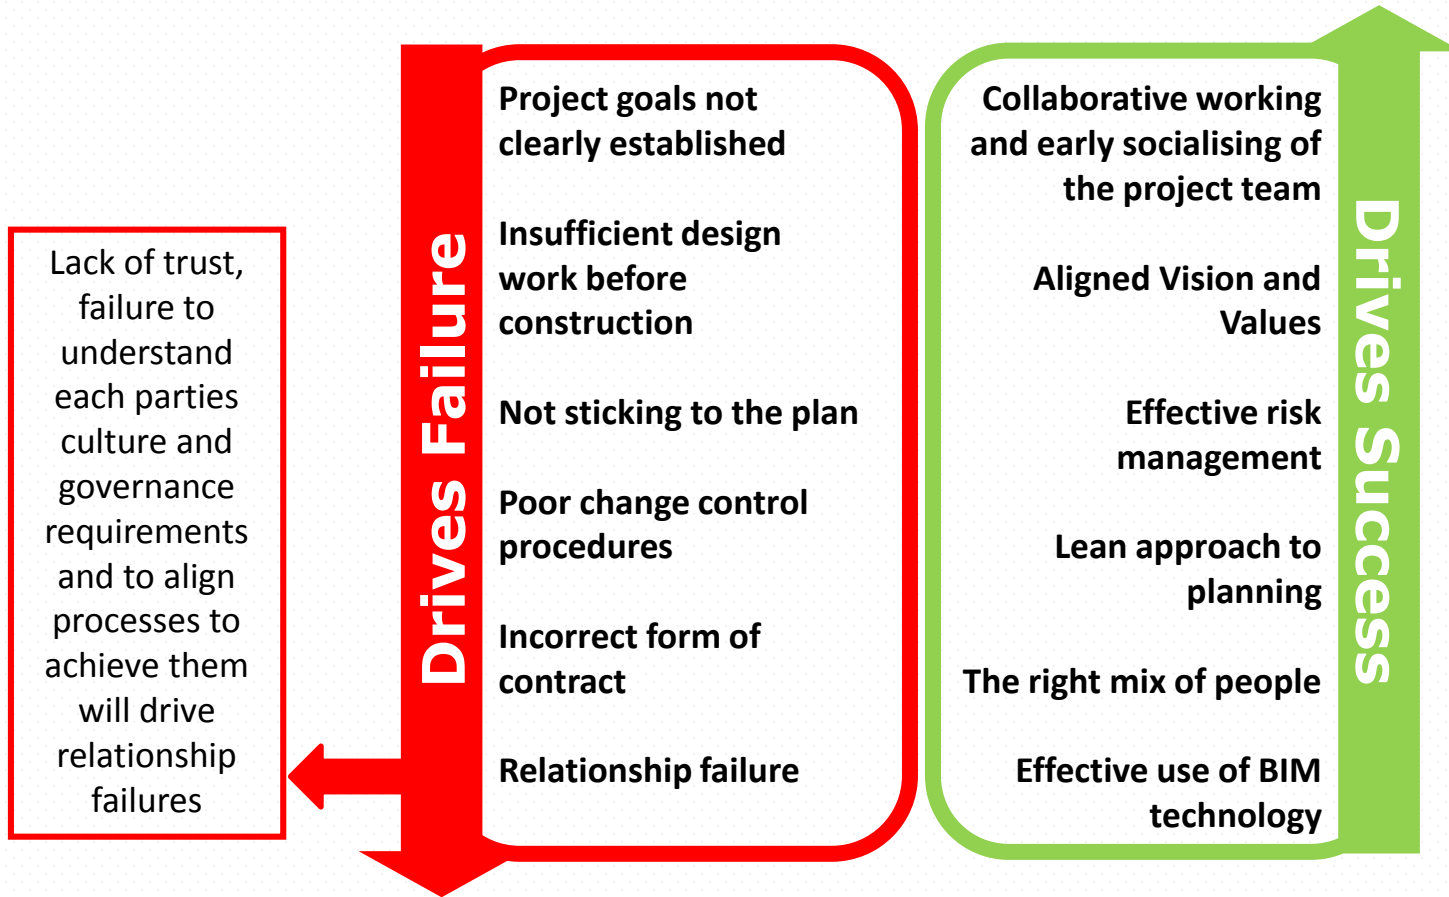 Lack of trust,
failure to
understand
each parties
culture and
governance
requirements
and to align
processes to
achieve them
will drive
relationship
failures
Drives Failure
Project goals not
clearly established
Insufficient design
work before
construction
Not sticking to the plan
Poor change control
procedures
Incorrect form of
contract
Relationship failure
Collaborative working
and early socialising of
the project team
Aligned Vision and
Values
Effective risk
management
Lean approach to
planning
The right mix of people
Effective use of BIM
technology
Drives Success